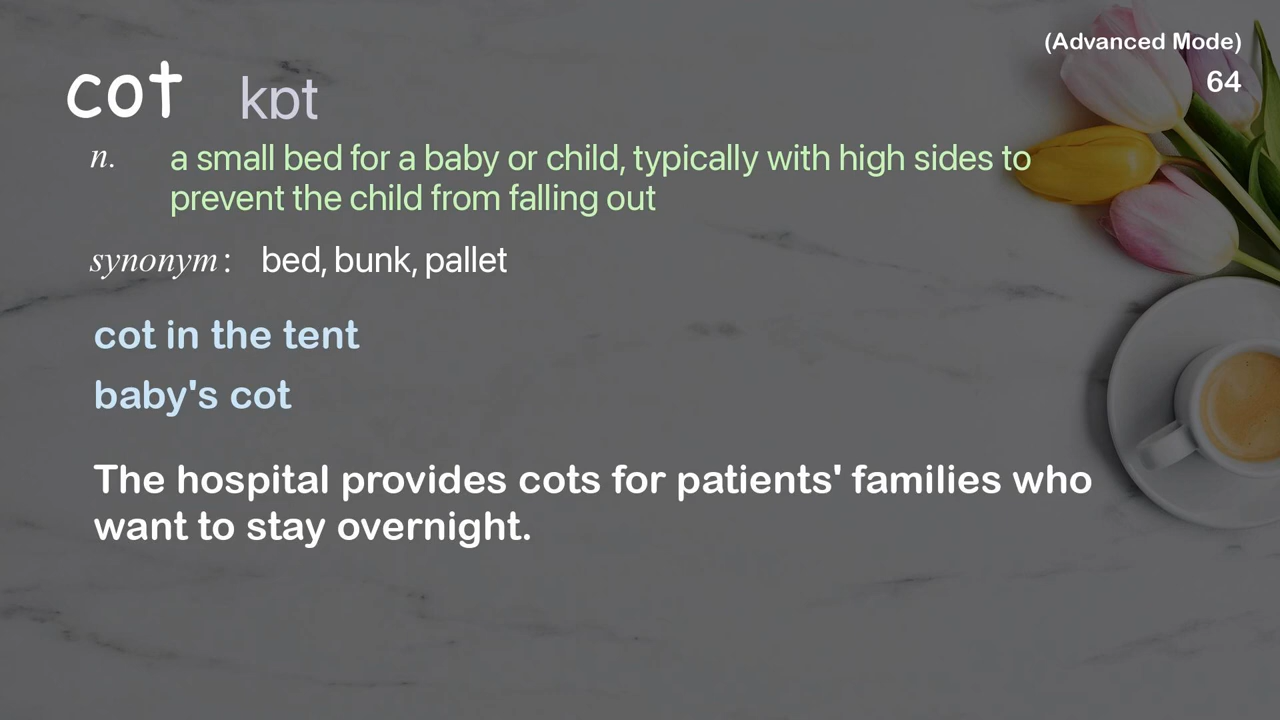 (Advanced Mode)
64
cot kɒt
n. a small bed for a baby or child, typically with high sides to
prevent the child from falling out
synonym: bed, bunk, pallet
cot in the tent
baby's cot
The hospital provides cots for patients' families who
want to stay overnight.